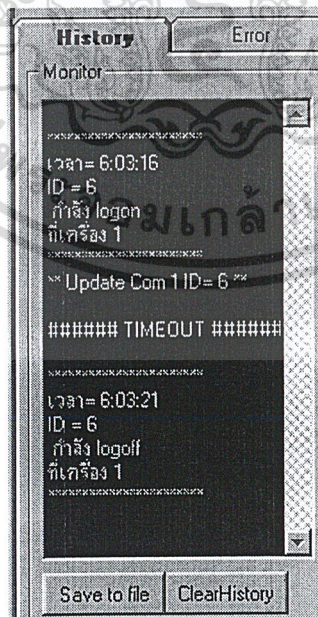 History
Error
Monitor
xxxxxxxxxxxxxxxxxxxxxx
เวลา= 6:03:16
ID = 6
กำลัง logon
ที่เครื่อง 1
xxxxxxxxxxxxxxxxxxxxxx
** Update Com 1 ID= 6 **
###### TIMEOUT ######
xxxxxxxxxxxxxxxxxxxxxx
เวลา= 6:03:21
ID = 6
กำลัง logoff
ที่เครื่อง 1
xxxxxxxxxxxxxxxxxxxxxx
Save to file
ClearHistory